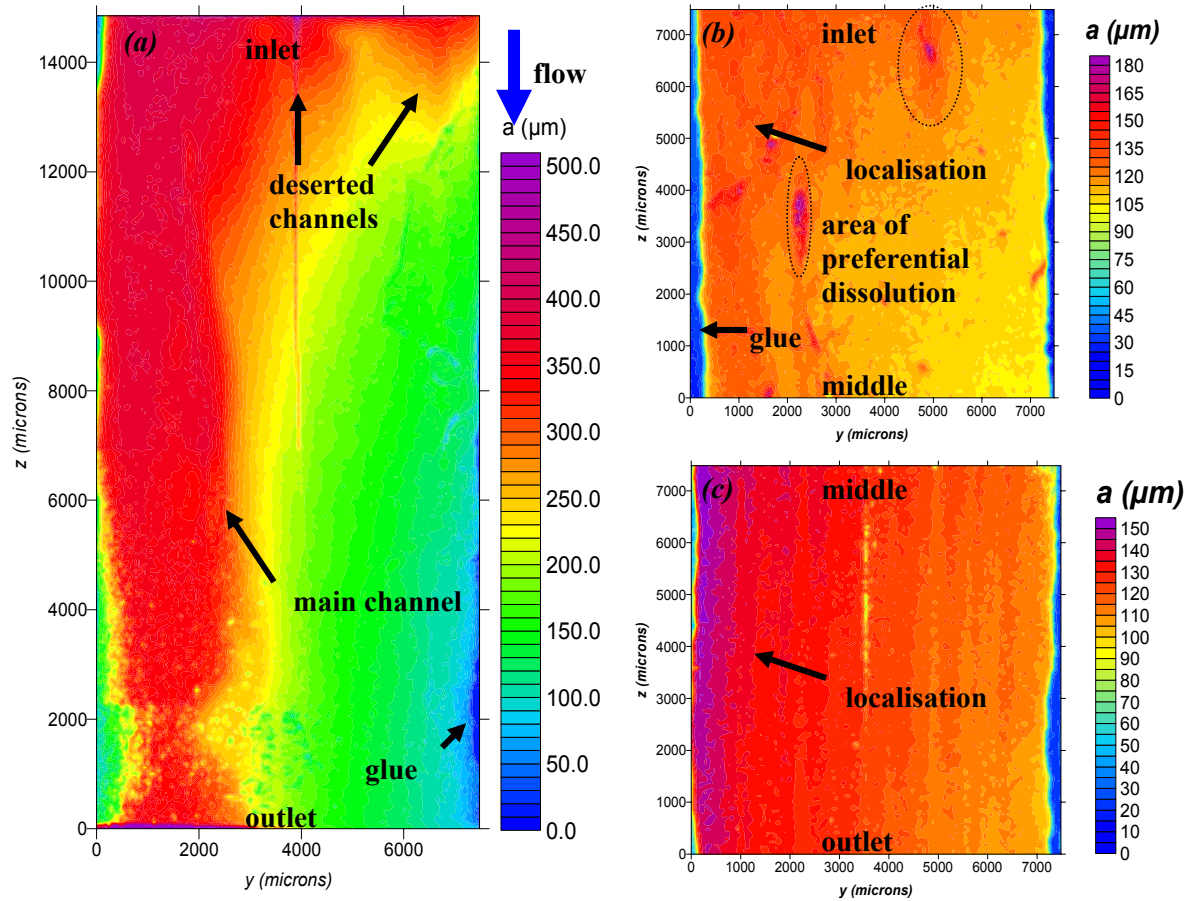 (a)
inlet
14000
12000
10000
8000
6000
4000
2000
0
z (microns)
deserted
channels
main channel
glue
outlet
0
2000
4000
6000
y (microns)
flow
a (µm)
500.0
450.0
400.0
350.0
300.0
250.0
200.0
150.0
100.0
50.0
0.0
(b)
inlet
7000
6000
5000
4000
3000
2000
1000
0
z (microns)
localisation
area of
preferential
dissolution
glue
middle
0
1000
2000
3000
4000
5000
6000
7000
y (microns)
a (µm)
180
165
150
135
120
105
90
75
60
45
30
15
0
(c)
middle
7000
6000
5000
4000
3000
2000
1000
0
z (microns)
localisation
outlet
0
1000
2000
3000
4000
5000
6000
7000
y (microns)
a (µm)
150
140
130
120
110
100
90
80
70
60
50
40
30
20
10
0